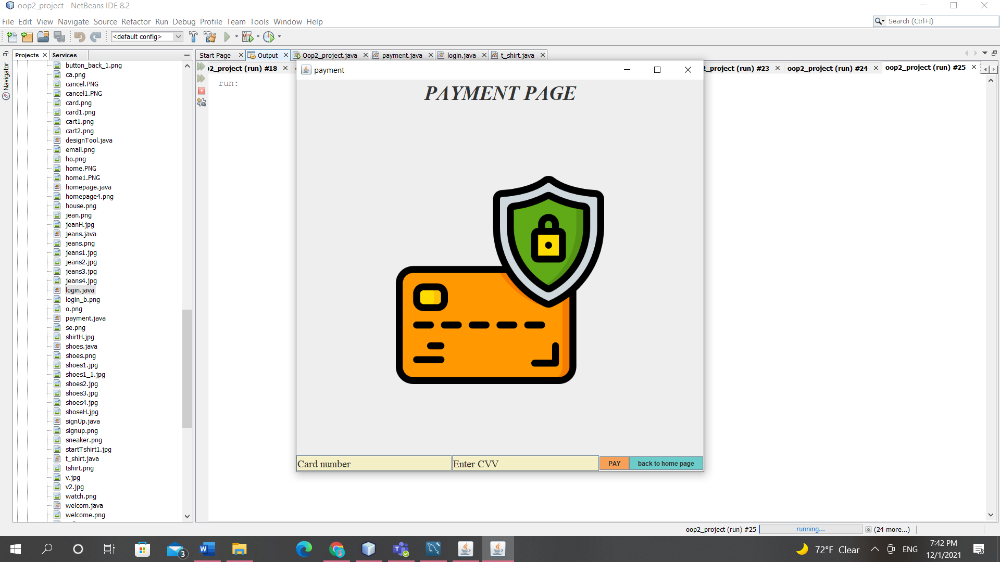 oop2_project - NetBeans IDE 8.2
File Edit View Navigate Source Refactor Run Debug Profile Team Tools Window Help
Search (Ctrl+I)
<default config>
Projects Services
Start Page Output Oop2_project.java payment.java login.java t_shirt.java
Navigator
p2_project (run) #18
_project (run) #23 oop2_project (run) #24 oop2_project (run) #25
run:
payment
PAYMENT PAGE
button_back_1.png
ca.png
cancel.PNG
cancel1.PNG
card.png
card1.png
cart1.png
cart2.png
designTool.java
email.png
ho.png
home.PNG
home1.PNG
homepage.java
homepage4.png
house.png
jean.png
jeanH.jpg
jeans.java
jeans.png
jeans1.jpg
jeans2.jpg
jeans3.jpg
jeans4.jpg
login.java
login_b.png
o.png
payment.java
se.png
shirtH.jpg
shoes.java
shoes.png
shoes1.jpg
shoes1_1.jpg
shoes2.jpg
shoes3.jpg
shoes4.jpg
shoseH.jpg
signUp.java
signup.png
sneaker.png
startTshirt1.jpg
t_shirt.java
tshirt.png
v.jpg
v2.jpg
watch.png
welcom.java
welcome.png
Card number Enter CVV PAY back to home page
oop2_project (run) #25 running... (24 more...)
3
72°F Clear
ENG
7:42 PM
12/1/2021